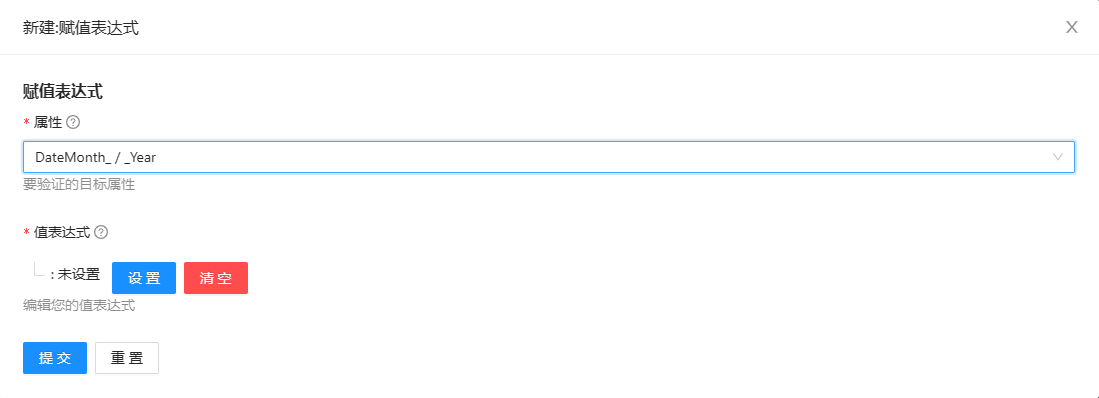 新建:赋值表达式
赋值表达式
* 属性
DateMonth_ / _Year
要验证的目标属性
* 值表达式
: 未设置 设 置 清 空
编辑您的值表达式
提 交 重 置